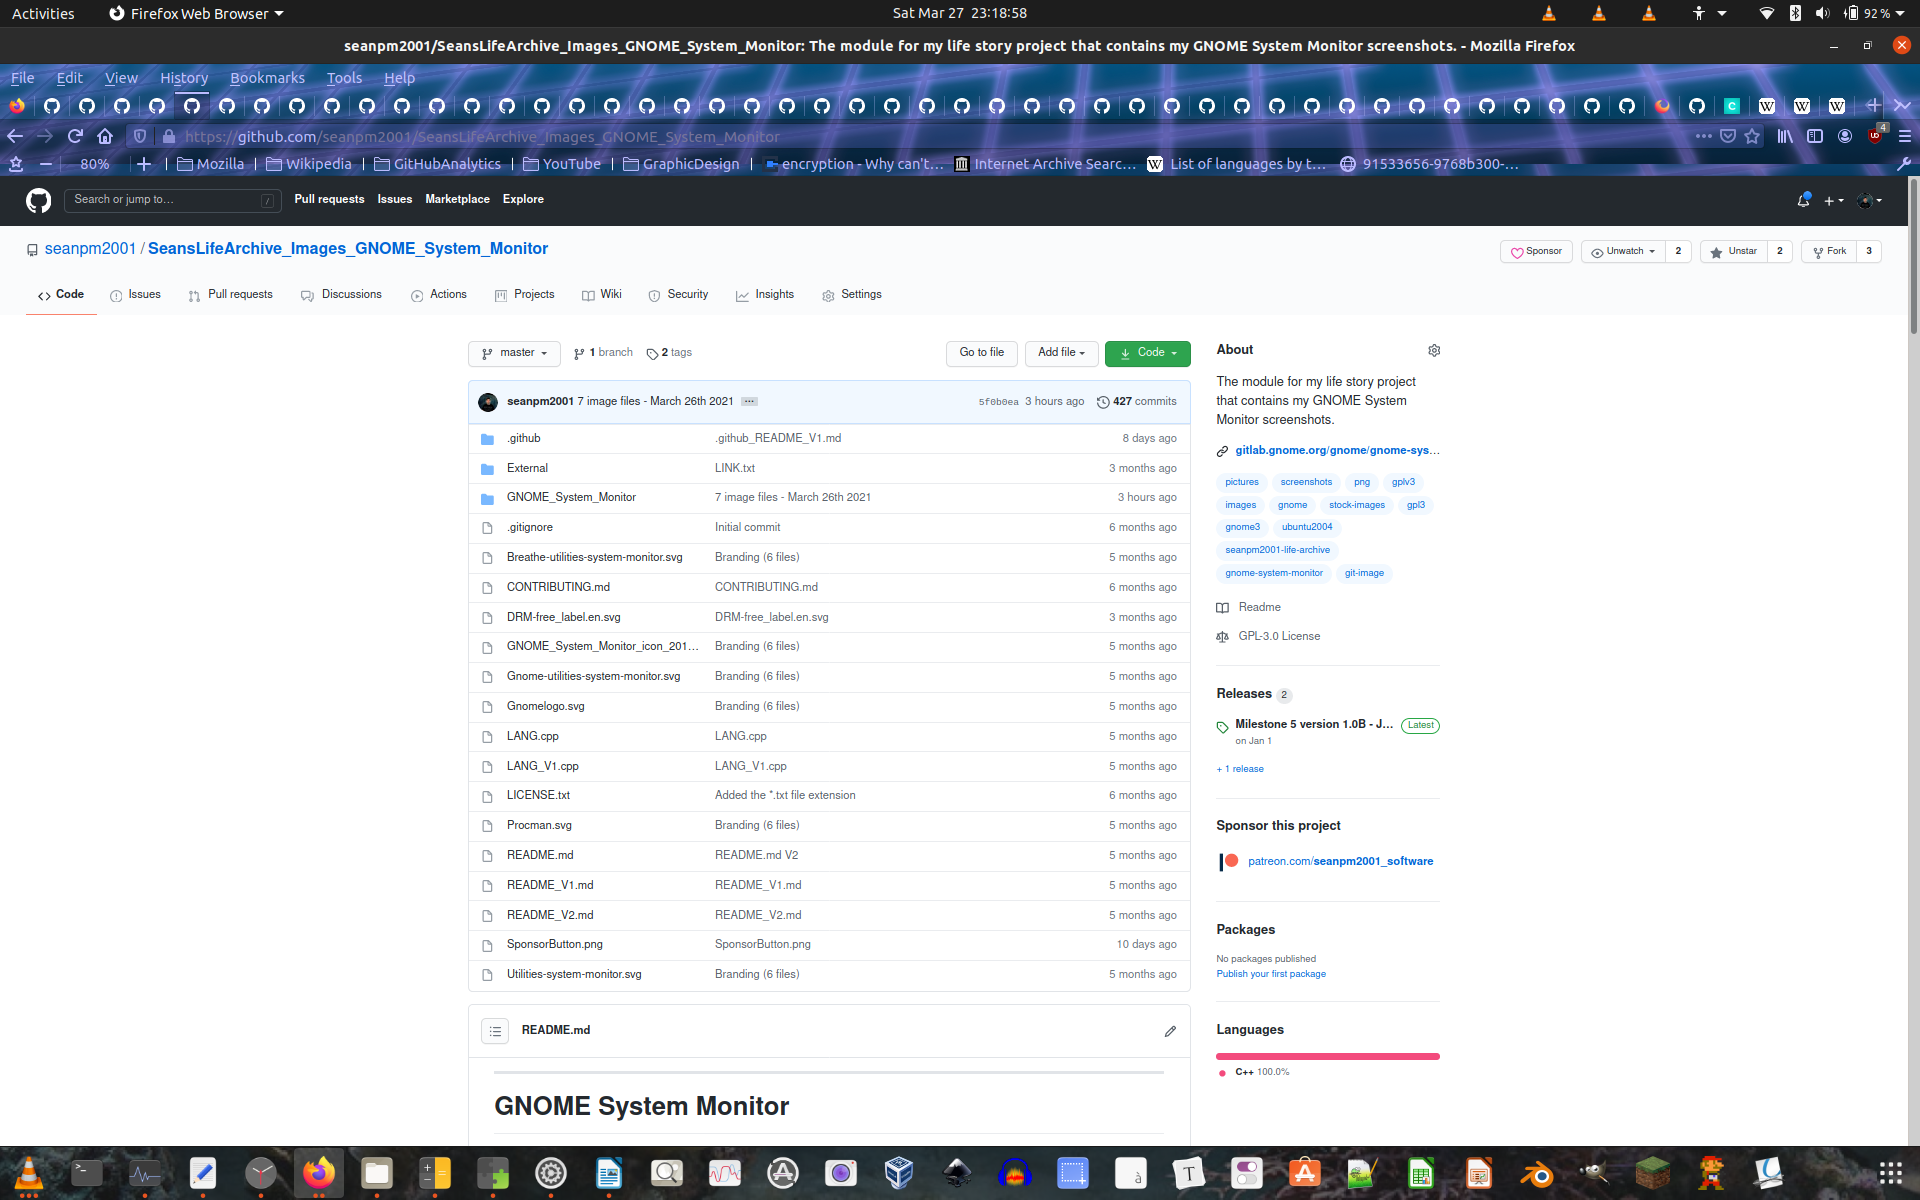 Activities
Firefox Web Browser
Sat Mar 27 23:18:58
92 %
seanpm2001/SeansLifeArchive_Images_GNOME_System_Monitor: The module for my life story project that contains my GNOME System Monitor screenshots. - Mozilla Firefox
File Edit View History Bookmarks Tools Help
https://github.com/seanpm2001/SeansLifeArchive_Images_GNOME_System_Monitor
4
80%
Mozilla
Wikipedia
GitHubAnalytics
YouTube
GraphicDesign
encryption - Why can't…
Internet Archive Searc…
List of languages by t…
91533656-9768b300-…
Search or jump to…
/
Pull requests Issues Marketplace Explore
seanpm2001 / SeansLifeArchive_Images_GNOME_System_Monitor
Sponsor
Unwatch 2
Unstar 2
Fork 3
Code
Issues
Pull requests
Discussions
Actions
Projects
Wiki
Security
Insights
Settings
master
1 branch
2 tags
Go to file
Add file
Code
seanpm2001 7 image files - March 26th 2021 ...
5f0b0ea 3 hours ago
427 commits
.github .github_README_V1.md 8 days ago
External LINK.txt 3 months ago
GNOME_System_Monitor 7 image files - March 26th 2021 3 hours ago
.gitignore Initial commit 6 months ago
Breathe-utilities-system-monitor.svg Branding (6 files) 5 months ago
CONTRIBUTING.md CONTRIBUTING.md 6 months ago
DRM-free_label.en.svg DRM-free_label.en.svg 3 months ago
GNOME_System_Monitor_icon_201… Branding (6 files) 5 months ago
Gnome-utilities-system-monitor.svg Branding (6 files) 5 months ago
Gnomelogo.svg Branding (6 files) 5 months ago
LANG.cpp LANG.cpp 5 months ago
LANG_V1.cpp LANG_V1.cpp 5 months ago
LICENSE.txt Added the *.txt file extension 6 months ago
Procman.svg Branding (6 files) 5 months ago
README.md README.md V2 5 months ago
README_V1.md README_V1.md 5 months ago
README_V2.md README_V2.md 5 months ago
SponsorButton.png SponsorButton.png 10 days ago
Utilities-system-monitor.svg Branding (6 files) 5 months ago
README.md
GNOME System Monitor
About
The module for my life story project
that contains my GNOME System
Monitor screenshots.
gitlab.gnome.org/gnome/gnome-sys…
pictures screenshots png gplv3
images gnome stock-images gpl3
gnome3 ubuntu2004
seanpm2001-life-archive
gnome-system-monitor git-image
Readme
GPL-3.0 License
Releases 2
Milestone 5 version 1.0B - J… Latest
on Jan 1
+ 1 release
Sponsor this project
patreon.com/seanpm2001_software
Packages
No packages published
Publish your first package
Languages
C++ 100.0%